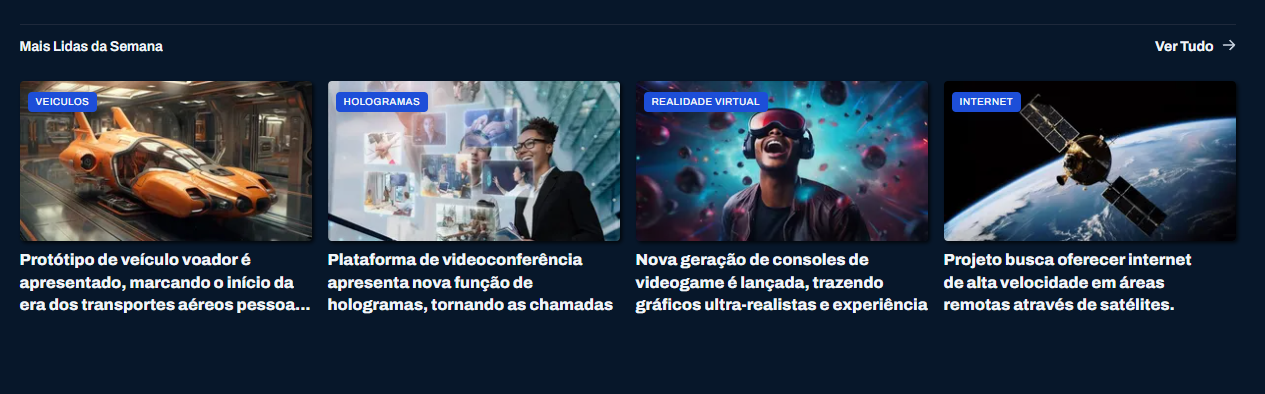 Mais Lidas da Semana
Ver Tudo →
VEICULOS
HOLOGRAMAS
REALIDADE VIRTUAL
INTERNET
Protótipo de veículo voador é
apresentado, marcando o início da
era dos transportes aéreos pessoa...
Plataforma de videoconferência
apresenta nova função de
hologramas, tornando as chamadas
Nova geração de consoles de
videogame é lançada, trazendo
gráficos ultra-realistas e experiência
Projeto busca oferecer internet
de alta velocidade em áreas
remotas através de satélites.